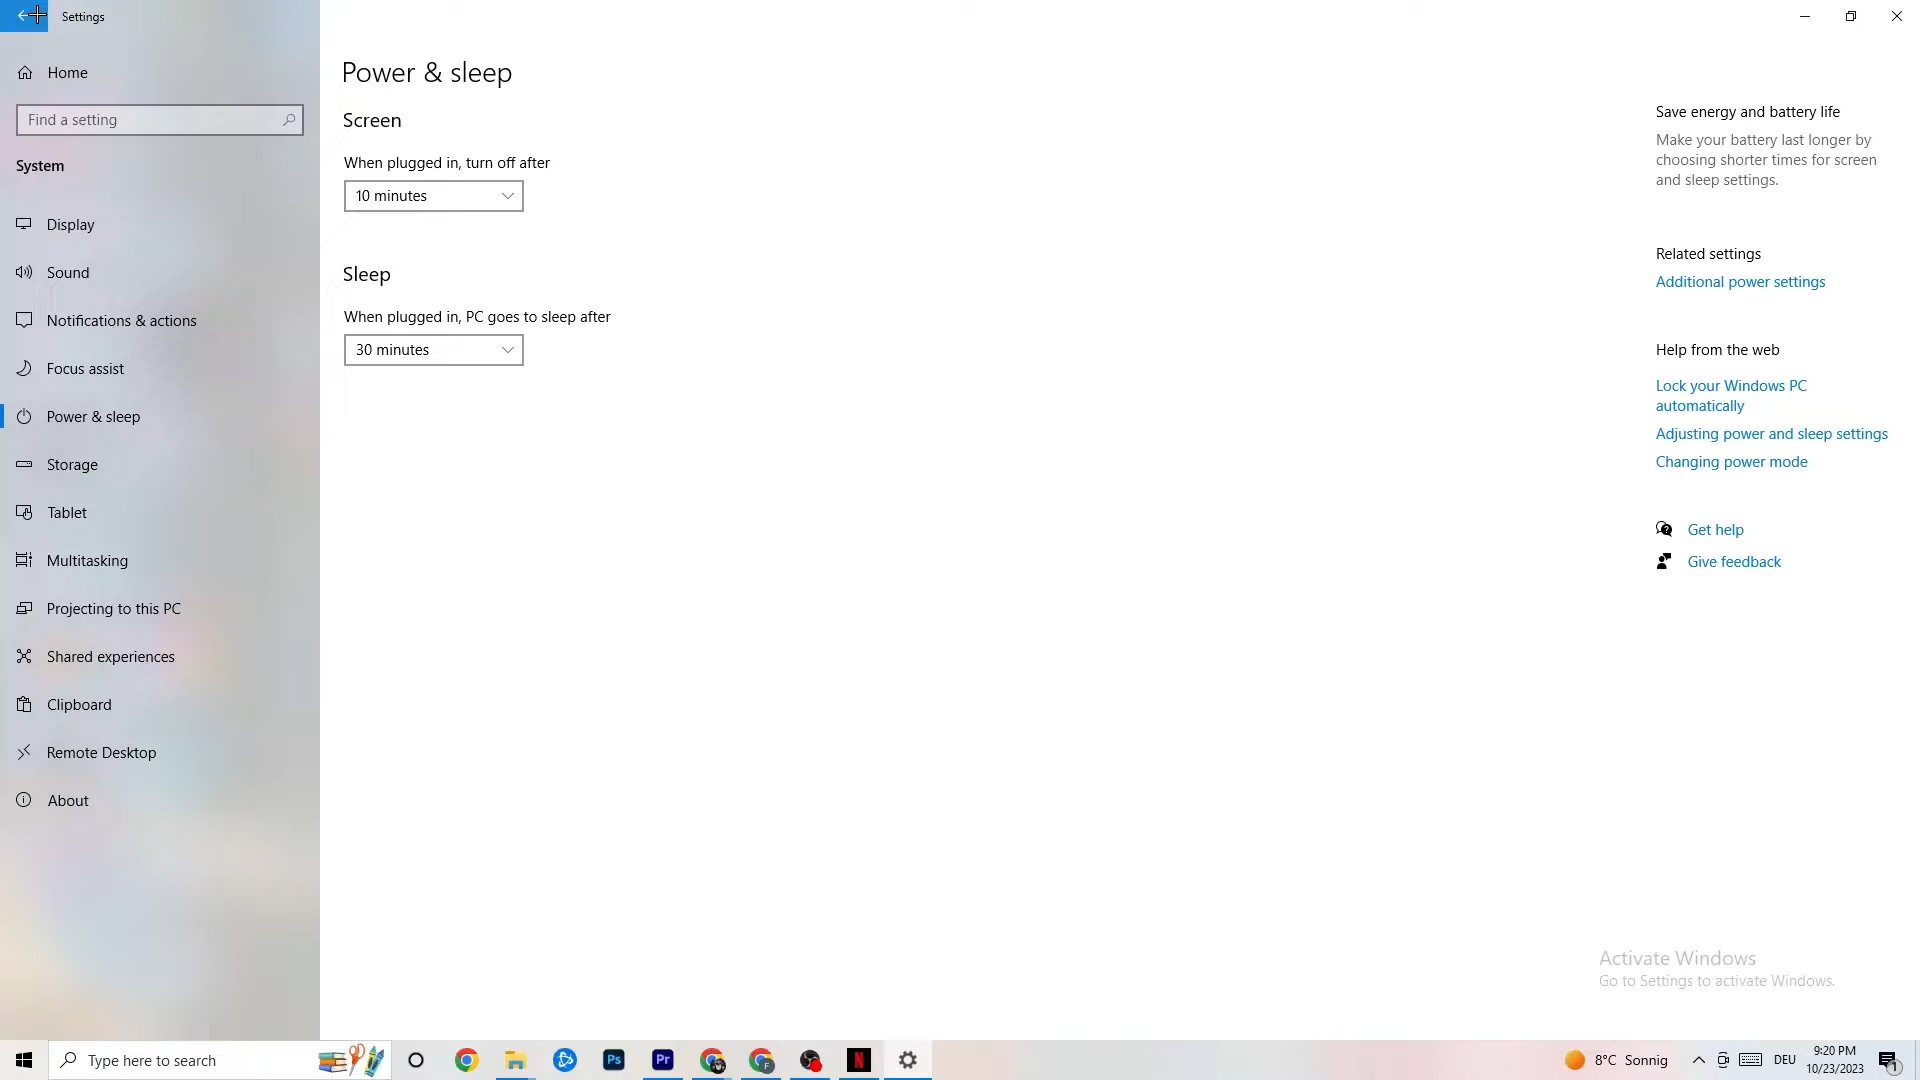 Settings
Home
Find a setting
System
Display
Sound
Notifications & actions
Focus assist
Power & sleep
Storage
Tablet
Multitasking
Projecting to this PC
Shared experiences
Clipboard
Remote Desktop
About
Power & sleep
Screen
When plugged in, turn off after
10 minutes
Sleep
When plugged in, PC goes to sleep after
30 minutes
Save energy and battery life
Make your battery last longer by
choosing shorter times for screen
and sleep settings.
Related settings
Additional power settings
Help from the web
Lock your Windows PC
automatically
Adjusting power and sleep settings
Changing power mode
Get help
Give feedback
Activate Windows
Go to Settings to activate Windows.
Type here to search
Ps
Pr
F
N
8°C Sonnig
DEU
9:20 PM
10/23/2023
1